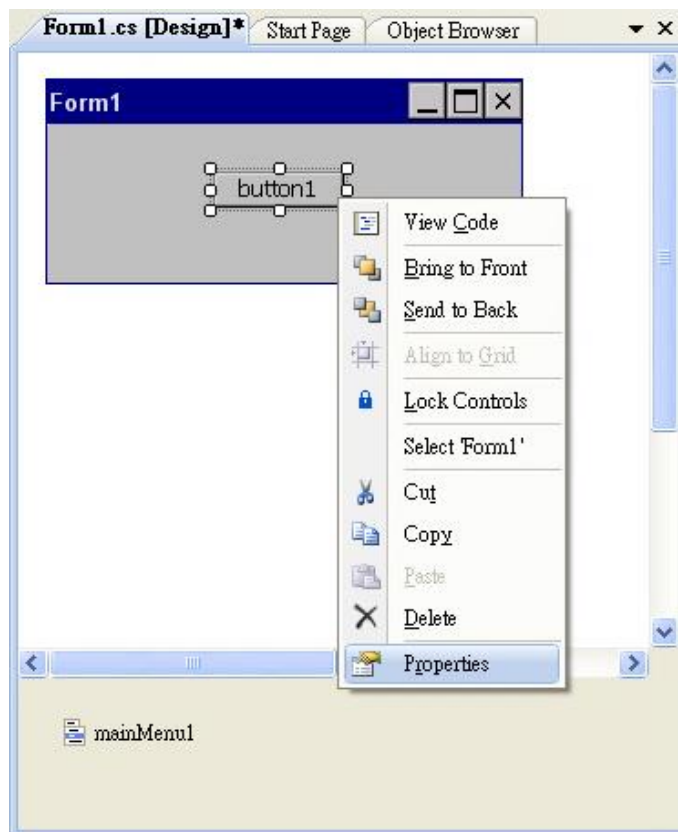 Form1.cs [Design]* Start Page Object Browser
Form1
button1
View Code
Bring to Front
Send to Back
Align to Grid
Lock Controls
Select 'Form1'
Cut
Copy
Paste
Delete
Properties
mainMenu1